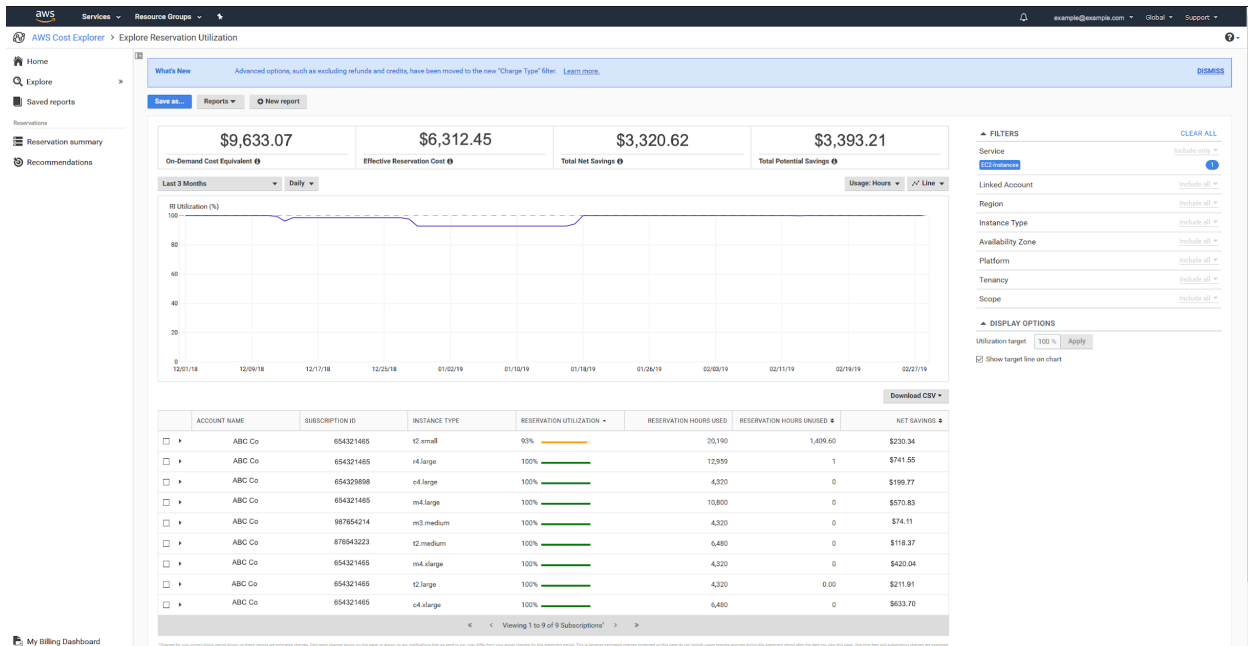 aws Services Resource Groups example@example.com Global Support
AWS Cost Explorer > Explore Reservation Utilization
Home
Explore »
Saved reports
Reservations
Reservation summary
Recommendations
My Billing Dashboard
What's New Advanced options, such as excluding refunds and credits, have been moved to the new "Charge Type" filter. Learn more. DISMISS
Save as... Reports New report
$9,633.07 $6,312.45 $3,320.62 $3,393.21
On-Demand Cost Equivalent Effective Reservation Cost Total Net Savings Total Potential Savings
Last 3 Months Daily Usage: Hours Line
RI Utilization (%)
100
80
60
40
20
0
12/01/18 12/09/18 12/17/18 12/25/18 01/02/19 01/10/19 01/18/19 01/26/19 02/03/19 02/11/19 02/19/19 02/27/19
Download CSV
ACCOUNT NAME SUBSCRIPTION ID INSTANCE TYPE RESERVATION UTILIZATION RESERVATION HOURS USED RESERVATION HOURS UNUSED NET SAVINGS
ABC Co 654321465 t2.small 93% 20,190 1,409.60 $230.34
ABC Co 654321465 r4.large 100% 12,959 1 $741.55
ABC Co 654329898 c4.large 100% 4,320 0 $199.77
ABC Co 654321465 m4.large 100% 10,800 0 $570.83
ABC Co 987654214 m3.medium 100% 4,320 0 $74.11
ABC Co 876543223 t2.medium 100% 6,480 0 $118.37
ABC Co 654321465 m4.xlarge 100% 4,320 0 $420.04
ABC Co 654321465 t2.large 100% 4,320 0.00 $211.91
ABC Co 654321465 c4.xlarge 100% 6,480 0 $633.70
« < Viewing 1 to 9 of 9 Subscriptions* > »
FILTERS CLEAR ALL
Service Include only
EC2-Instances 1
Linked Account Include all
Region Include all
Instance Type Include all
Availability Zone Include all
Platform Include all
Tenancy Include all
Scope Include all
DISPLAY OPTIONS
Utilization target 100 % Apply
Show target line on chart